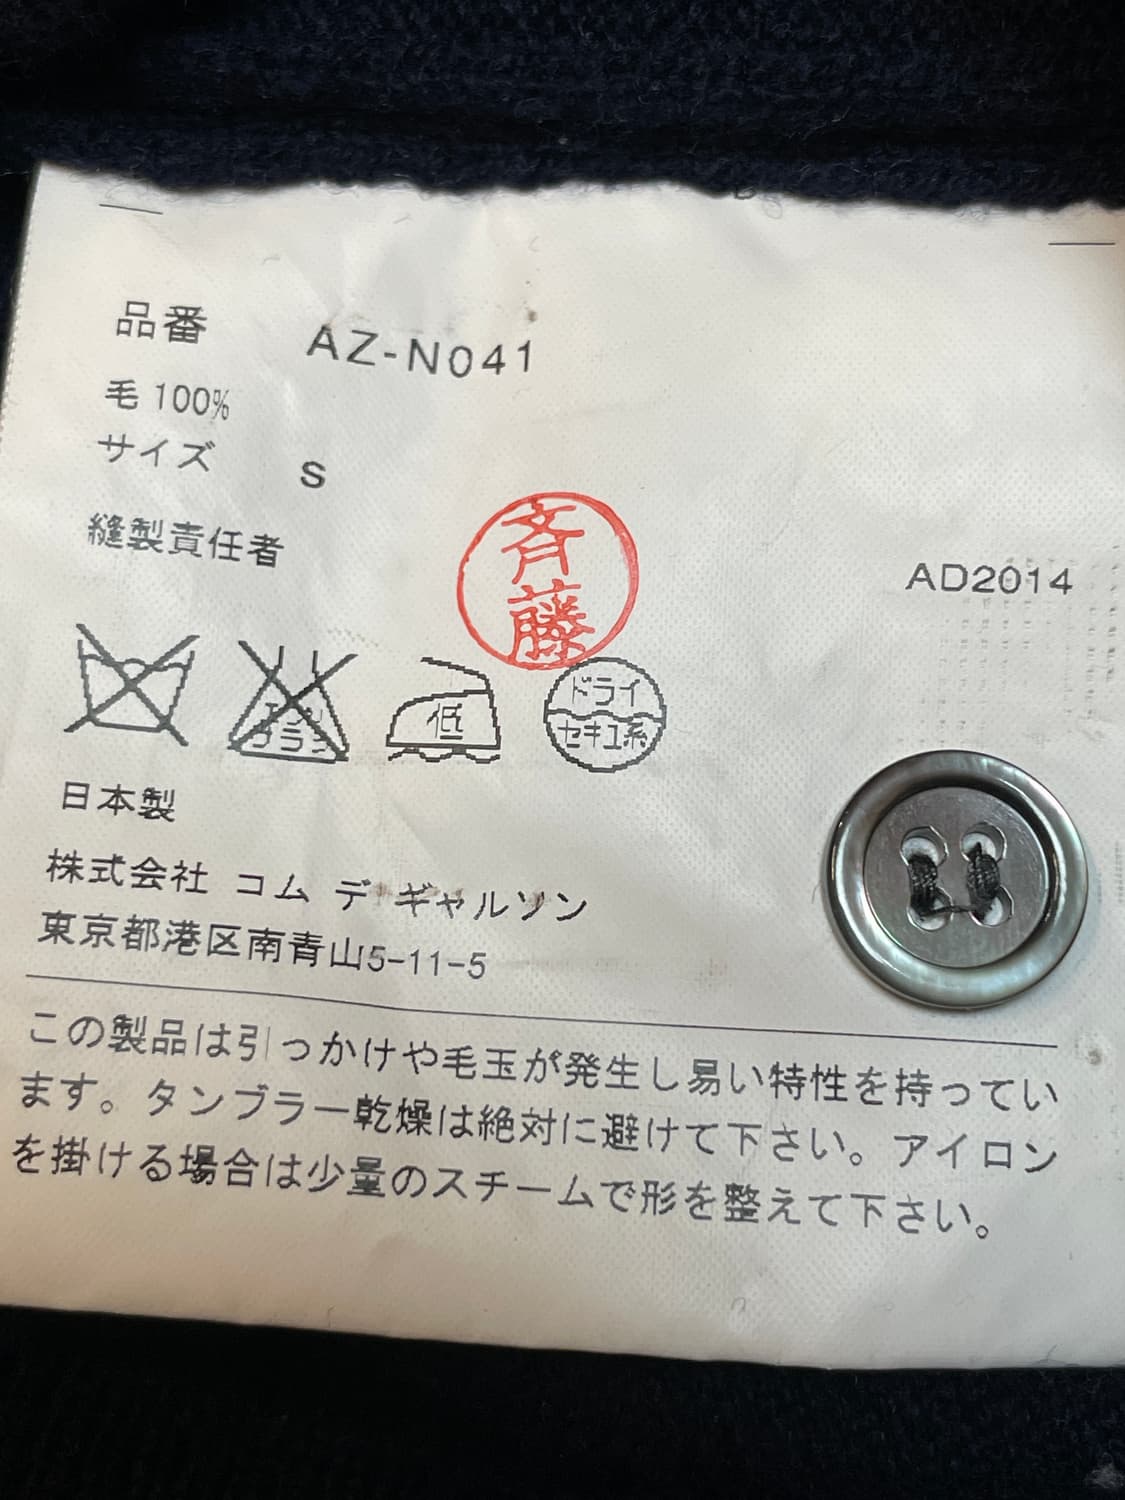 品番 AZ-N041
毛 100%
サイズ S
縫製責任者
斉藤
AD2014
エンソ
フラン
低
ドライ
セキユ系
日本製
株式会社 コム デ ギャルソン
東京都港区南青山5-11-5
この製品は引っかけや毛玉が発生し易い特性を持ってい
ます。タンブラー乾燥は絶対に避けて下さい。アイロン
を掛ける場合は少量のスチームで形を整えて下さい。